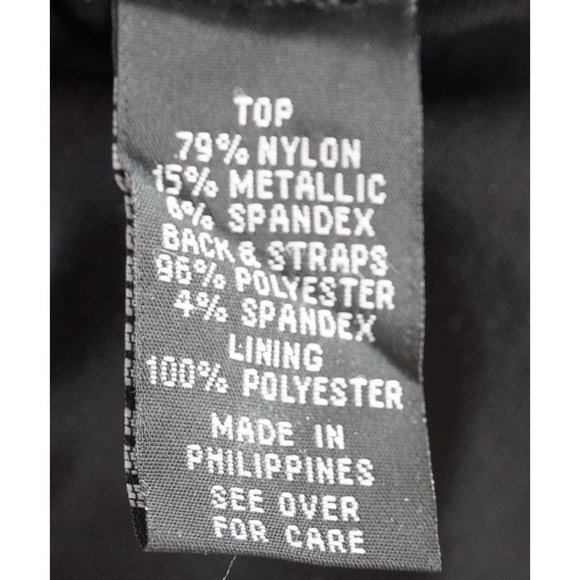 TOP
79% NYLON
15% METALLIC
6% SPANDEX
BACK & STRAPS
96% POLYESTER
4% SPANDEX
LINING
100% POLYESTER
MADE IN
PHILIPPINES
SEE OVER
FOR CARE